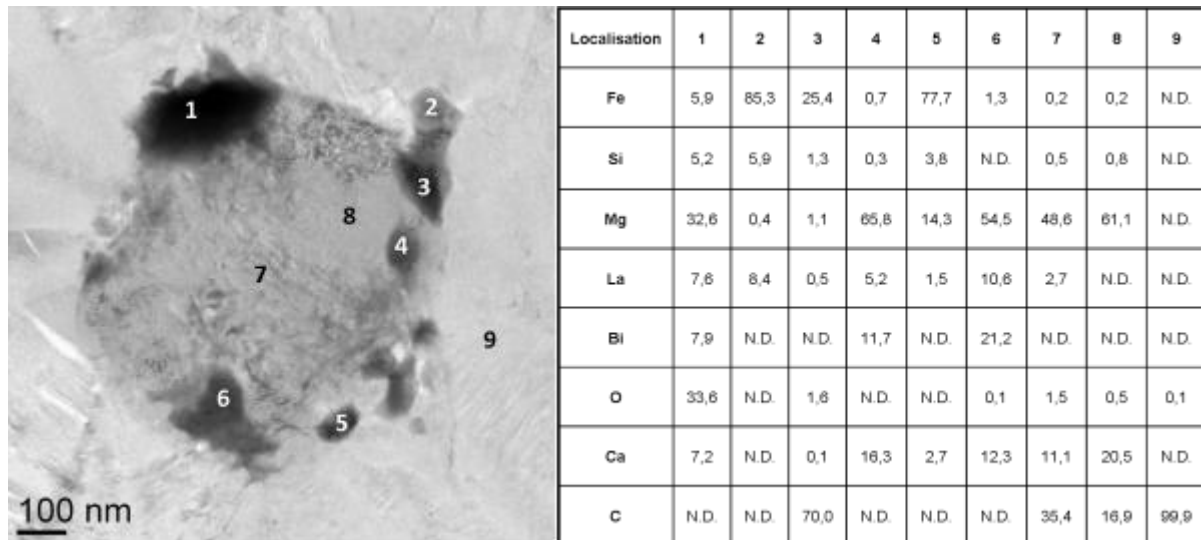 1
2
3
8
4
7
9
6
5
100 nm
Localisation 1 2 3 4 5 6 7 8 9
Fe 5,9 85,3 25,4 0,7 77,7 1,3 0,2 0,2 N.D.
Si 5,2 5,9 1,3 0,3 3,8 N.D. 0,5 0,8 N.D.
Mg 32,6 0,4 1,1 65,8 14,3 54,5 48,6 61,1 N.D.
La 7,6 8,4 0,5 5,2 1,5 10,6 2,7 N.D. N.D.
Bi 7,9 N.D. N.D. 11,7 N.D. 21,2 N.D. N.D. N.D.
O 33,6 N.D. 1,6 N.D. N.D. 0,1 1,5 0,5 0,1
Ca 7,2 N.D. 0,1 16,3 2,7 12,3 11,1 20,5 N.D.
C N.D. N.D. 70,0 N.D. N.D. N.D. 35,4 16,9 99,9